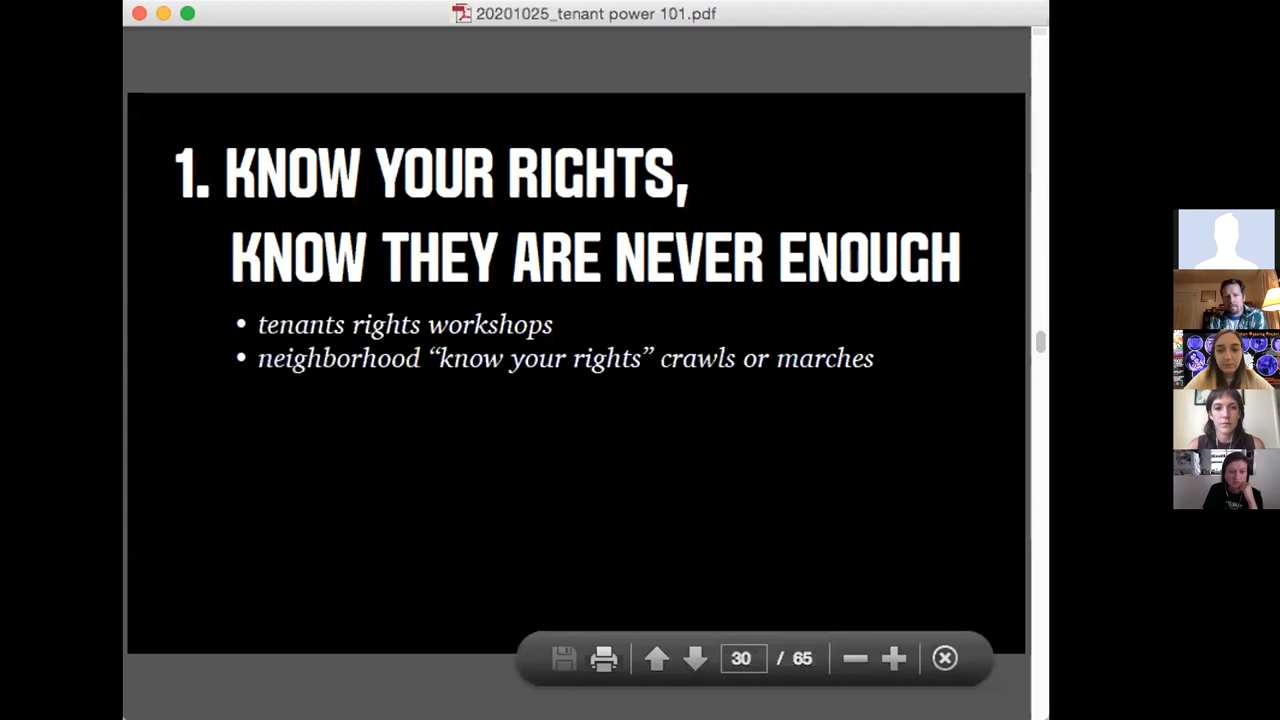 20201025_tenant power 101.pdf
1. KNOW YOUR RIGHTS,
KNOW THEY ARE NEVER ENOUGH
• tenants rights workshops
• neighborhood “know your rights” crawls or marches
30 / 65